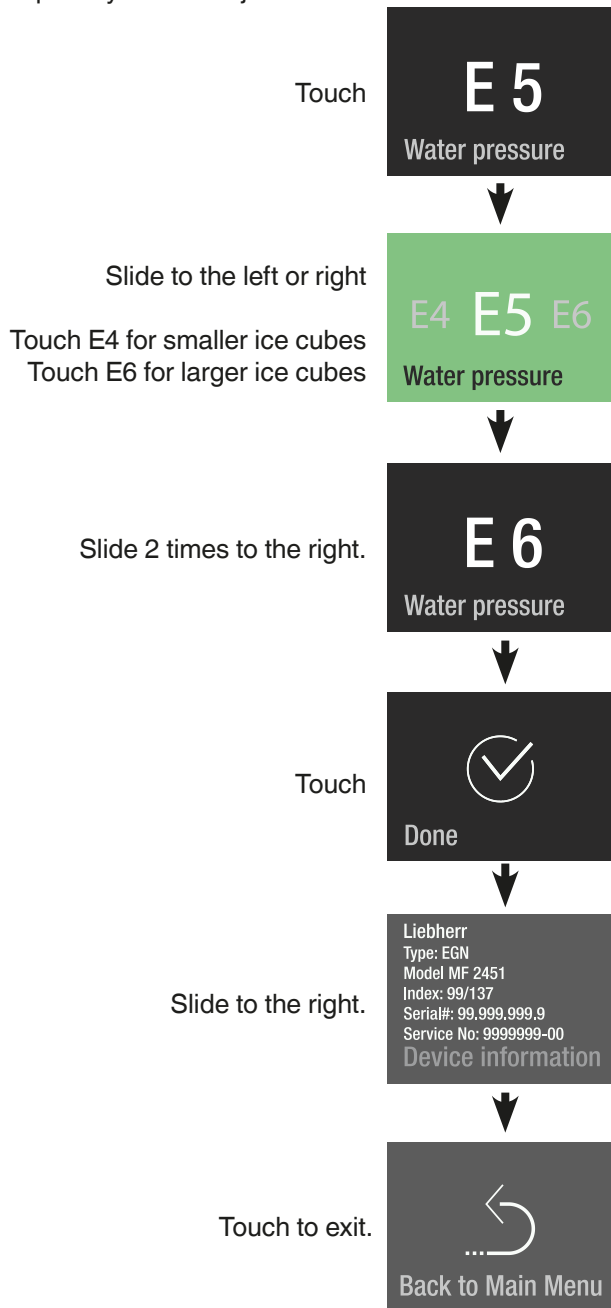 Touch
E 5
Water pressure
Slide to the left or right
Touch E4 for smaller ice cubes
Touch E6 for larger ice cubes
E4 E5 E6
Water pressure
Slide 2 times to the right.
E 6
Water pressure
Touch
Done
Slide to the right.
Liebherr
Type: EGN
Model MF 2451
Index: 99/137
Serial#: 99.999.999.9
Service No: 9999999-00
Device information
Touch to exit.
Back to Main Menu